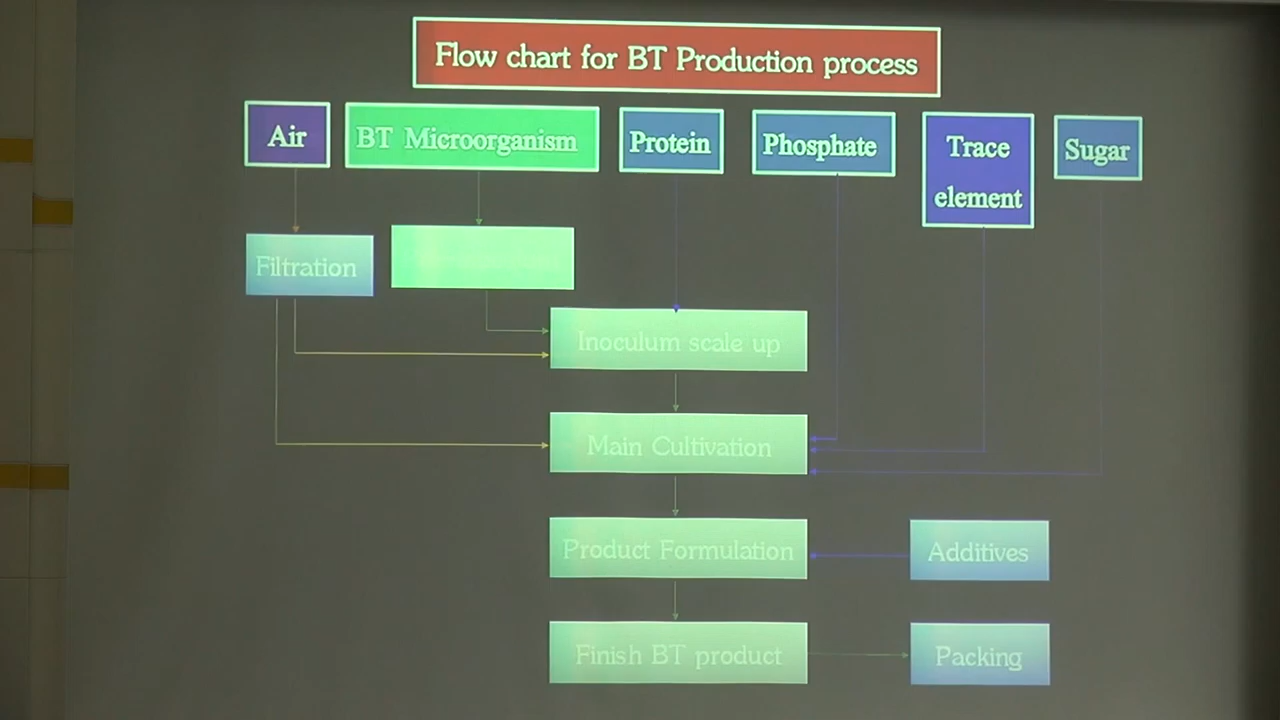 Flow chart for BT Production process
Air
BT Microorganism
Protein
Phosphate
Trace
element
Sugar
Filtration
Inoculum scale up
Main Cultivation
Product Formulation
Additives
Finish BT product
Packing